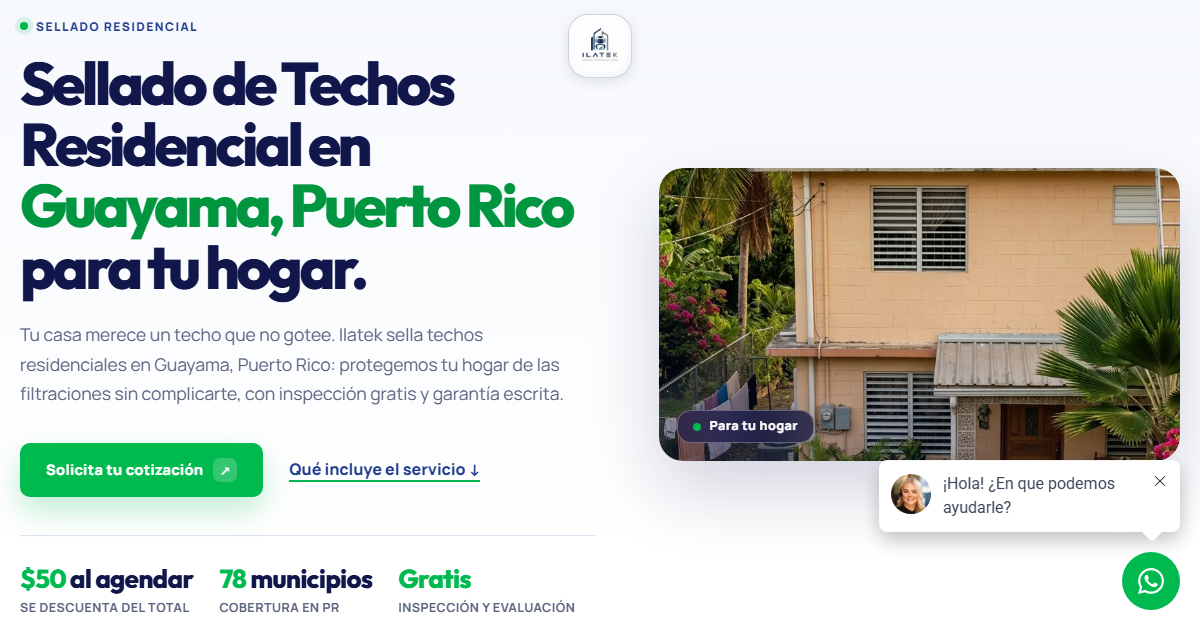 SELLADO RESIDENCIAL
ILATEK
Sellado de Techos
Residencial en
Guayama, Puerto Rico
para tu hogar.
Tu casa merece un techo que no gotee. Ilatek sella techos
residenciales en Guayama, Puerto Rico: protegemos tu hogar de las
filtraciones sin complicarte, con inspección gratis y garantía escrita.
Solicita tu cotización ↗
Qué incluye el servicio ↓
Para tu hogar
¡Hola! ¿En que podemos
ayudarle?
$50 al agendar
SE DESCUENTA DEL TOTAL
78 municipios
COBERTURA EN PR
Gratis
INSPECCIÓN Y EVALUACIÓN